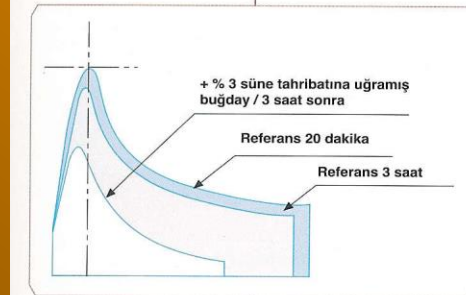 + % 3 süne tahribatına uğramış
buğday / 3 saat sonra
Referans 20 dakika
Referans 3 saat